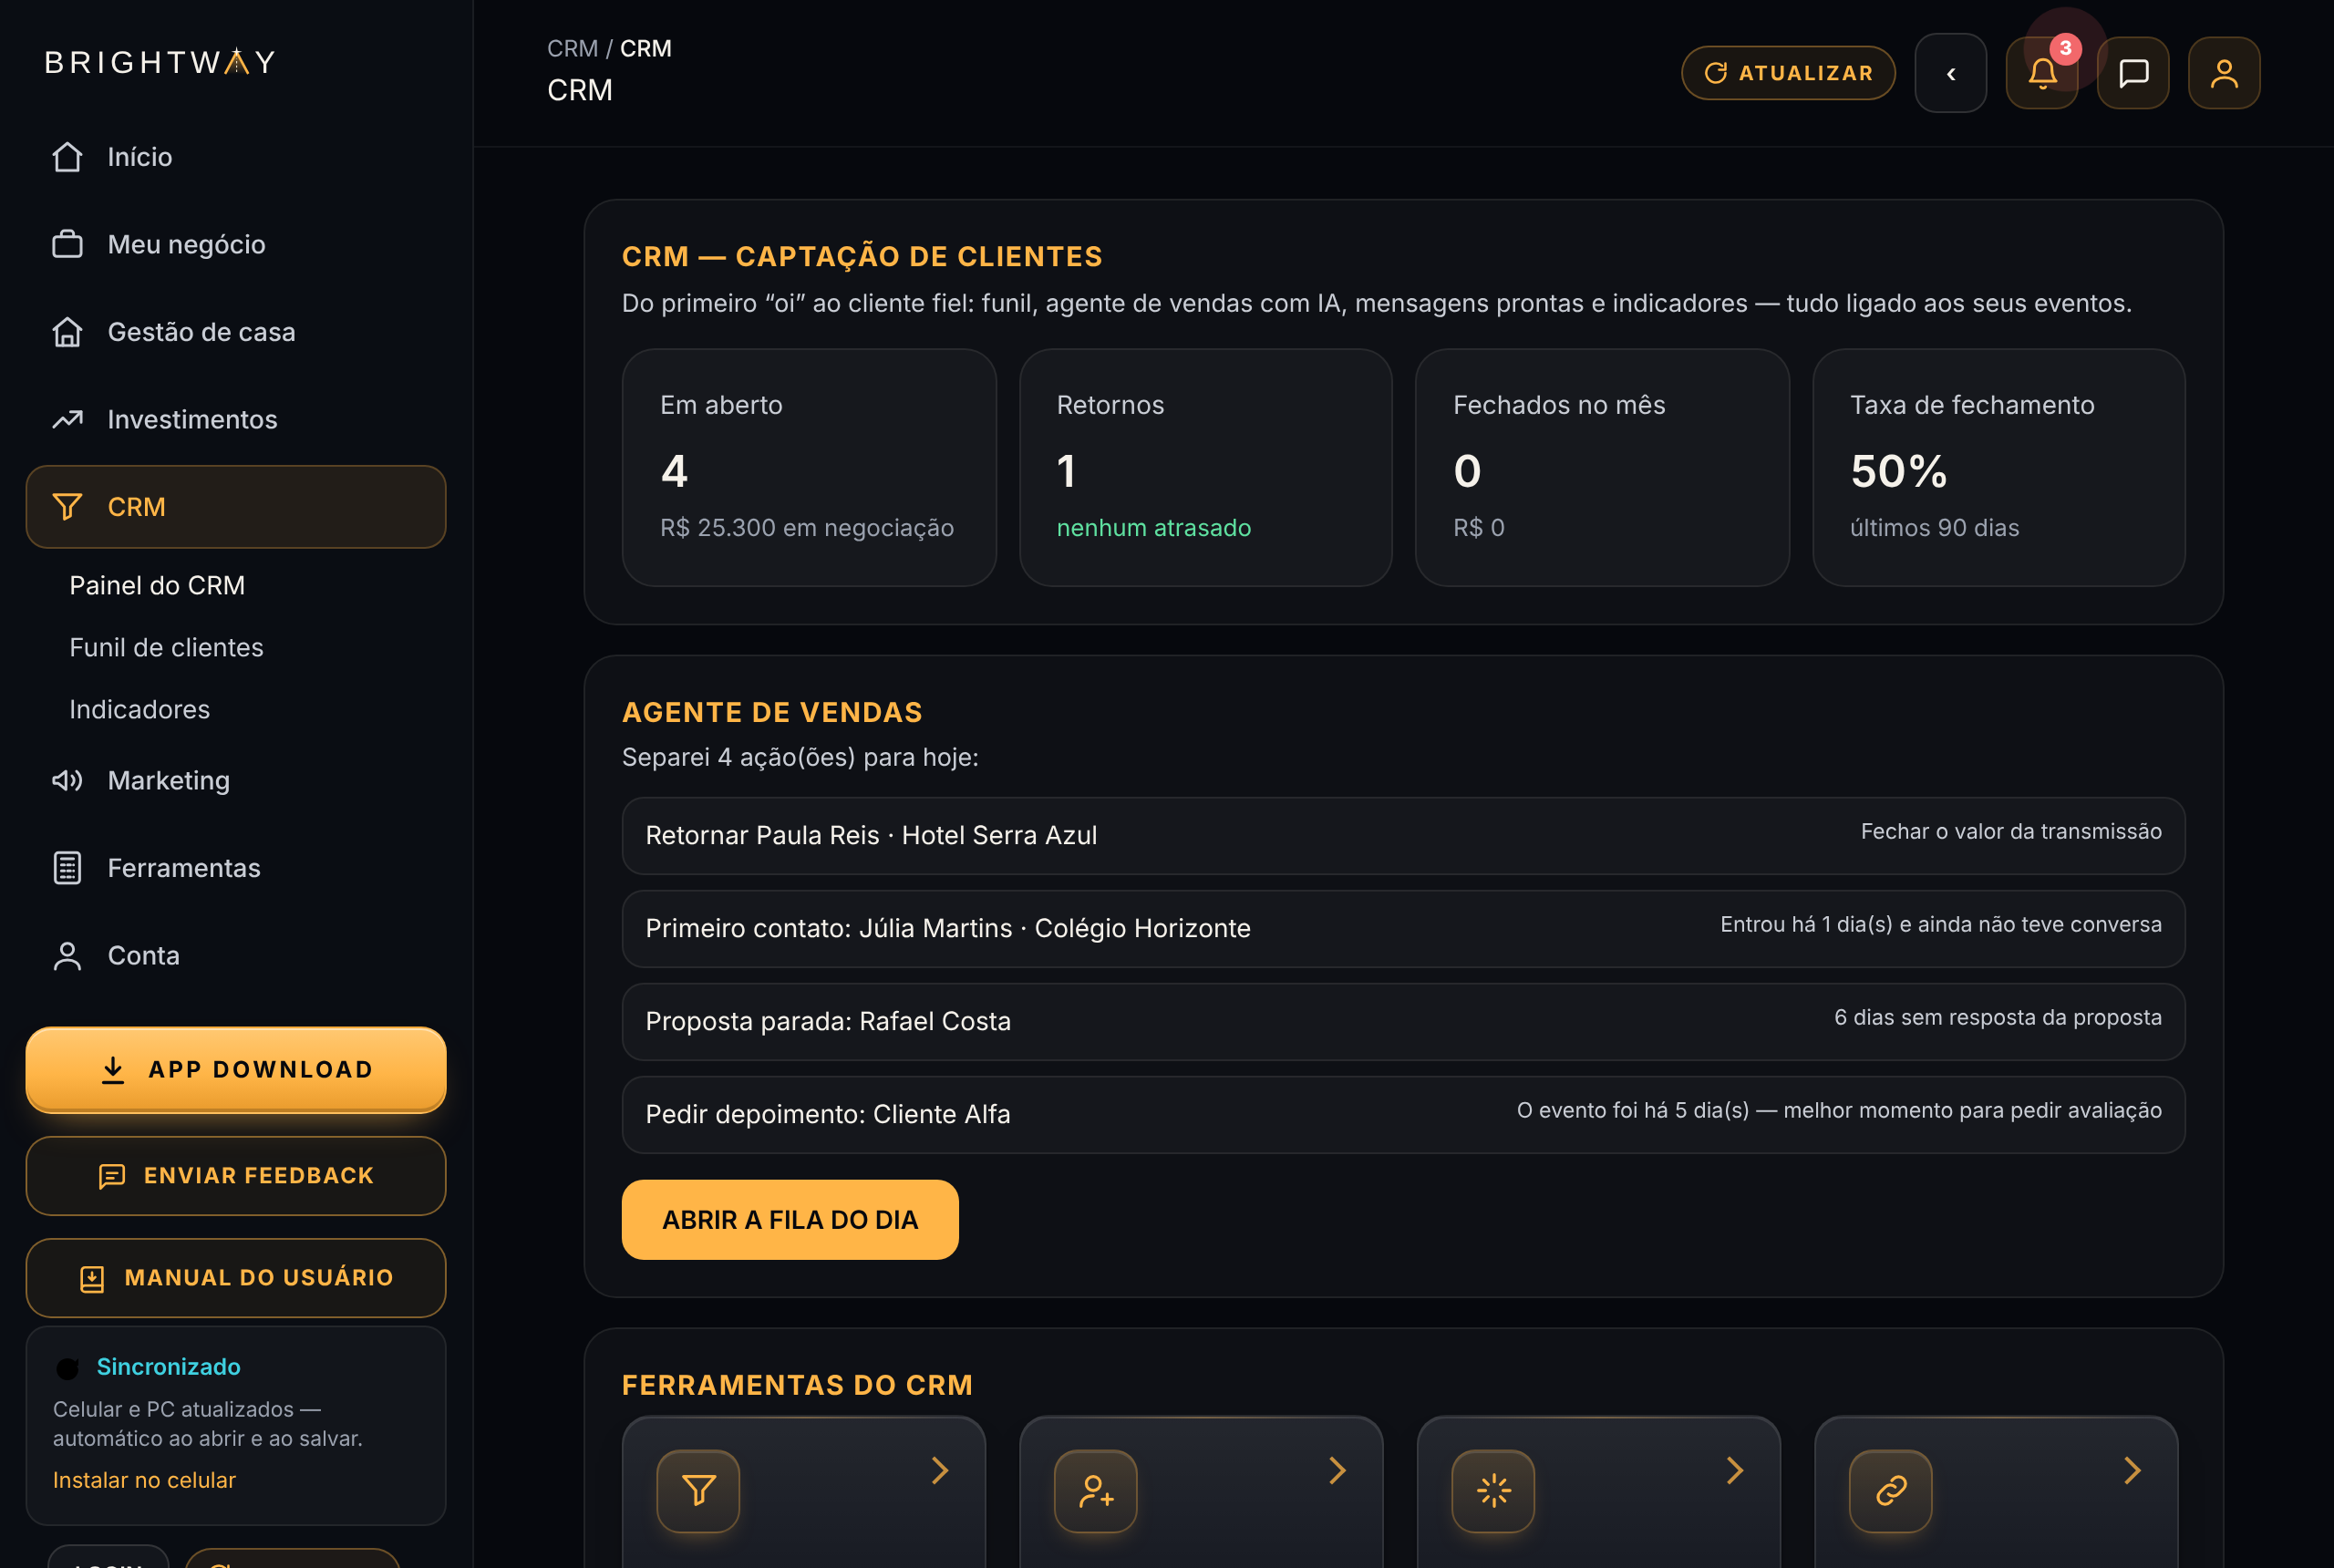 BRIGHTWAY
Início
Meu negócio
Gestão de casa
Investimentos
CRM
Painel do CRM
Funil de clientes
Indicadores
Marketing
Ferramentas
Conta
APP DOWNLOAD
ENVIAR FEEDBACK
MANUAL DO USUÁRIO
Sincronizado
Celular e PC atualizados —
automático ao abrir e ao salvar.
Instalar no celular
CRM / CRM
CRM
ATUALIZAR
3
CRM — CAPTAÇÃO DE CLIENTES
Do primeiro “oi” ao cliente fiel: funil, agente de vendas com IA, mensagens prontas e indicadores — tudo ligado aos seus eventos.
Em aberto
4
R$ 25.300 em negociação
Retornos
1
nenhum atrasado
Fechados no mês
0
R$ 0
Taxa de fechamento
50%
últimos 90 dias
AGENTE DE VENDAS
Separei 4 ação(ões) para hoje:
Retornar Paula Reis · Hotel Serra Azul
Fechar o valor da transmissão
Primeiro contato: Júlia Martins · Colégio Horizonte
Entrou há 1 dia(s) e ainda não teve conversa
Proposta parada: Rafael Costa
6 dias sem resposta da proposta
Pedir depoimento: Cliente Alfa
O evento foi há 5 dia(s) — melhor momento para pedir avaliação
ABRIR A FILA DO DIA
FERRAMENTAS DO CRM